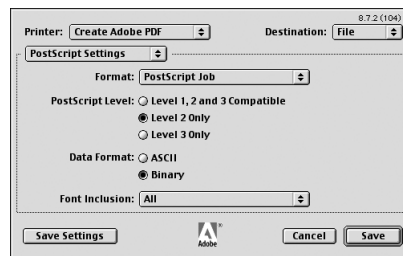 8.7.2 (104)
Printer: Create Adobe PDF Destination: File
PostScript Settings
Format: PostScript Job
PostScript Level: Level 1, 2 and 3 Compatible
Level 2 Only
Level 3 Only
Data Format: ASCII
Binary
Font Inclusion: All
Save Settings Adobe ® Cancel Save